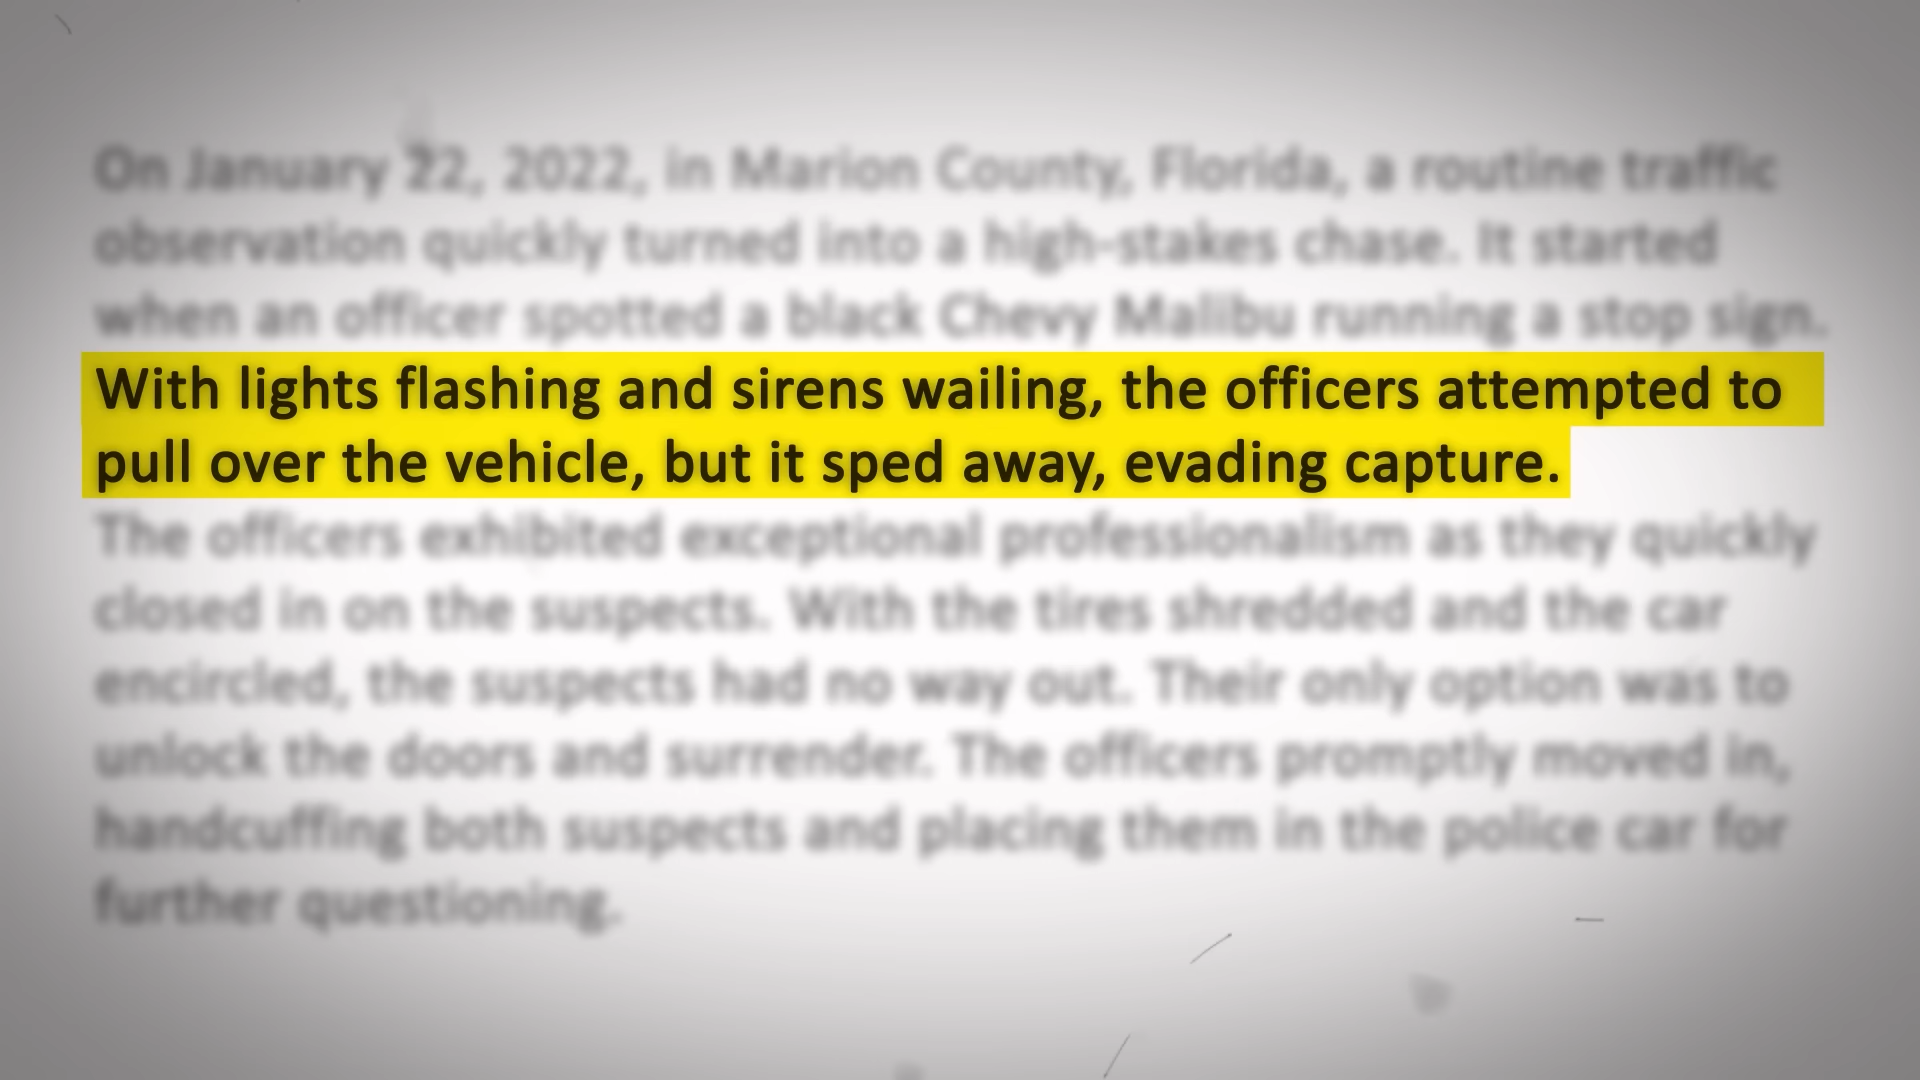 On January 22, 2022, in Marion County, Florida, a routine traffic
observation quickly turned into a high-stakes chase. It started
when an officer spotted a black Chevy Malibu running a stop sign.
With lights flashing and sirens wailing, the officers attempted to
pull over the vehicle, but it sped away, evading capture.
The officers exhibited exceptional professionalism as they quickly
closed in on the suspects. With the tires shredded and the car
encircled, the suspects had no way out. Their only option was to
unlock the doors and surrender. The officers promptly moved in,
handcuffing both suspects and placing them in the police car for
further questioning.